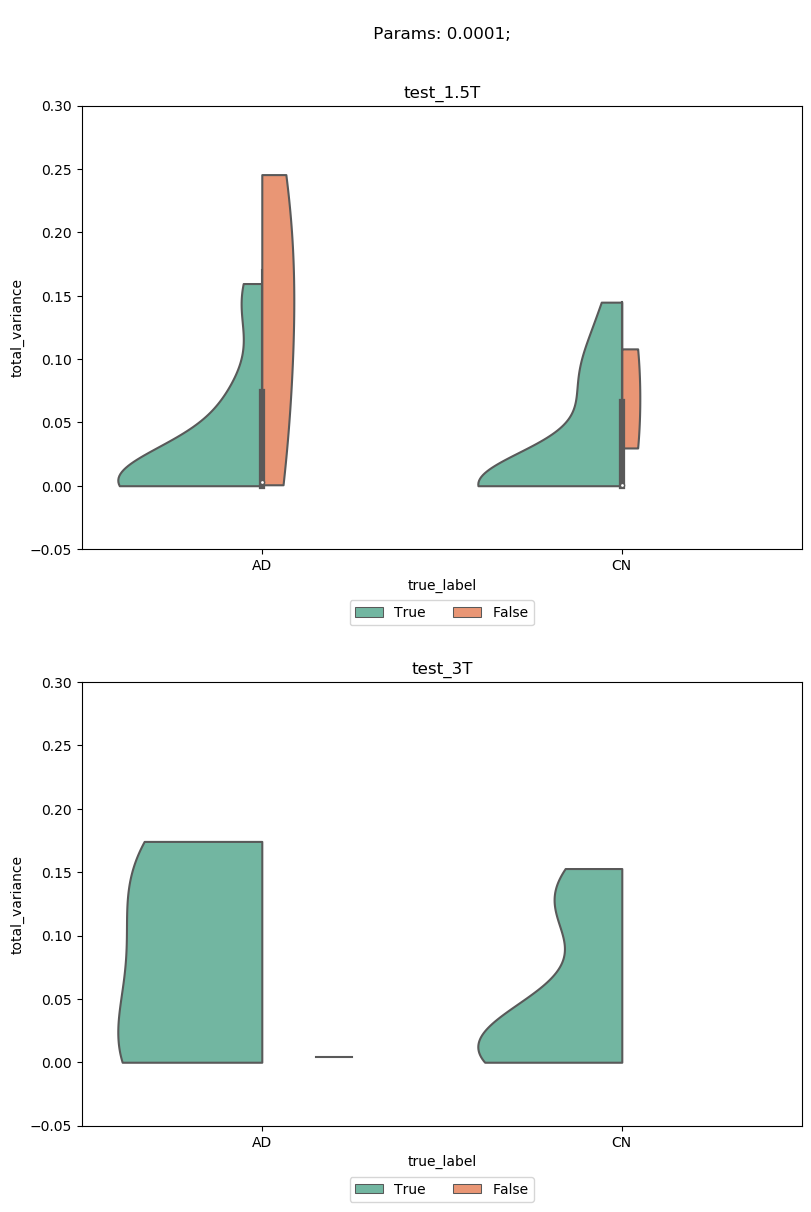 Params: 0.0001;
test_1.5T
0.30
0.25
0.20
0.15
0.10
0.05
0.00
−0.05
total_variance
AD CN
true_label
True False
test_3T
0.30
0.25
0.20
0.15
0.10
0.05
0.00
−0.05
total_variance
AD CN
true_label
True False